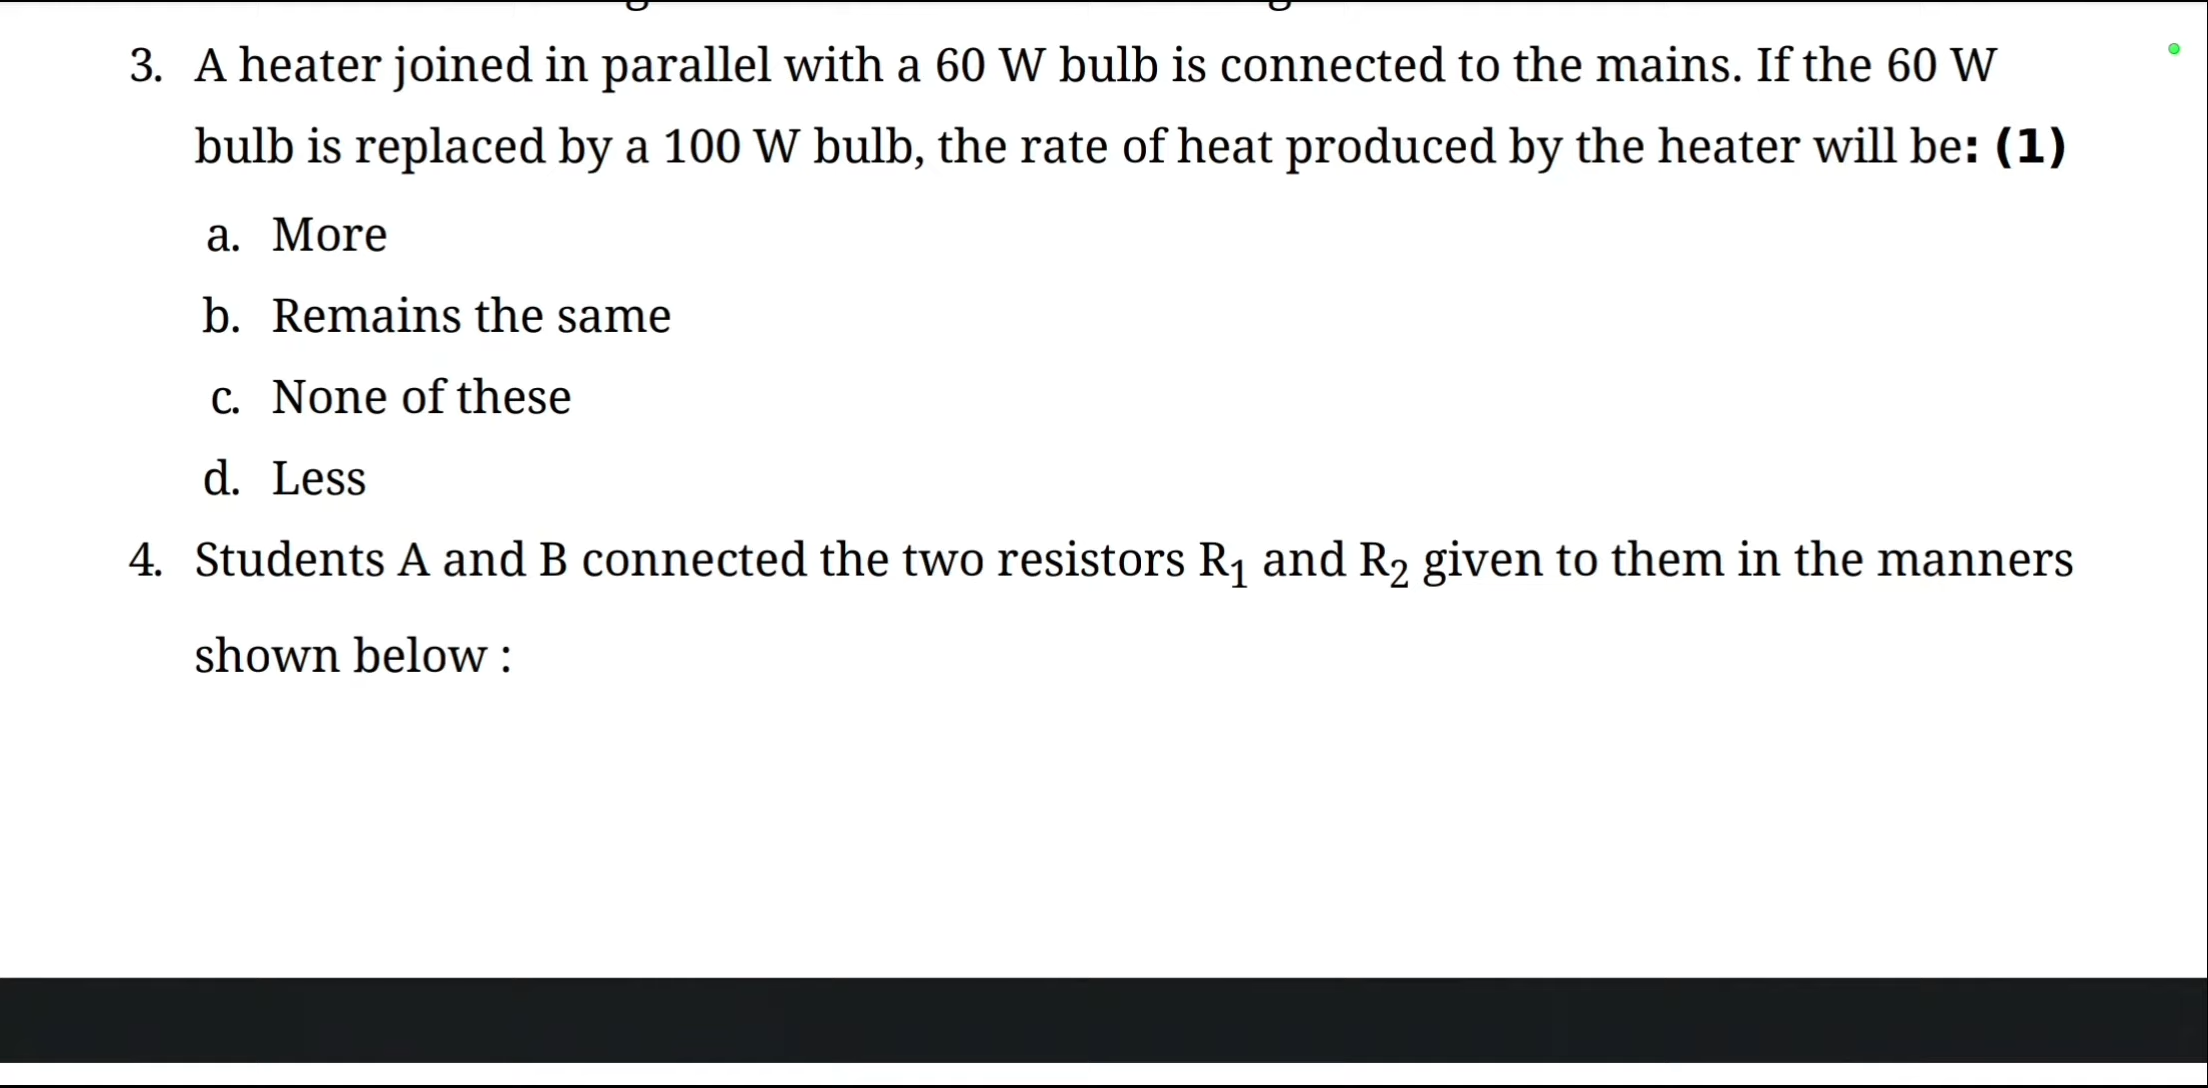 3. A heater joined in parallel with a 60 W bulb is connected to the mains. If the 60 W
bulb is replaced by a 100 W bulb, the rate of heat produced by the heater will be: (1)
a. More
b. Remains the same
c. None of these
d. Less
4. Students A and B connected the two resistors R₁ and R₂ given to them in the manners
shown below :